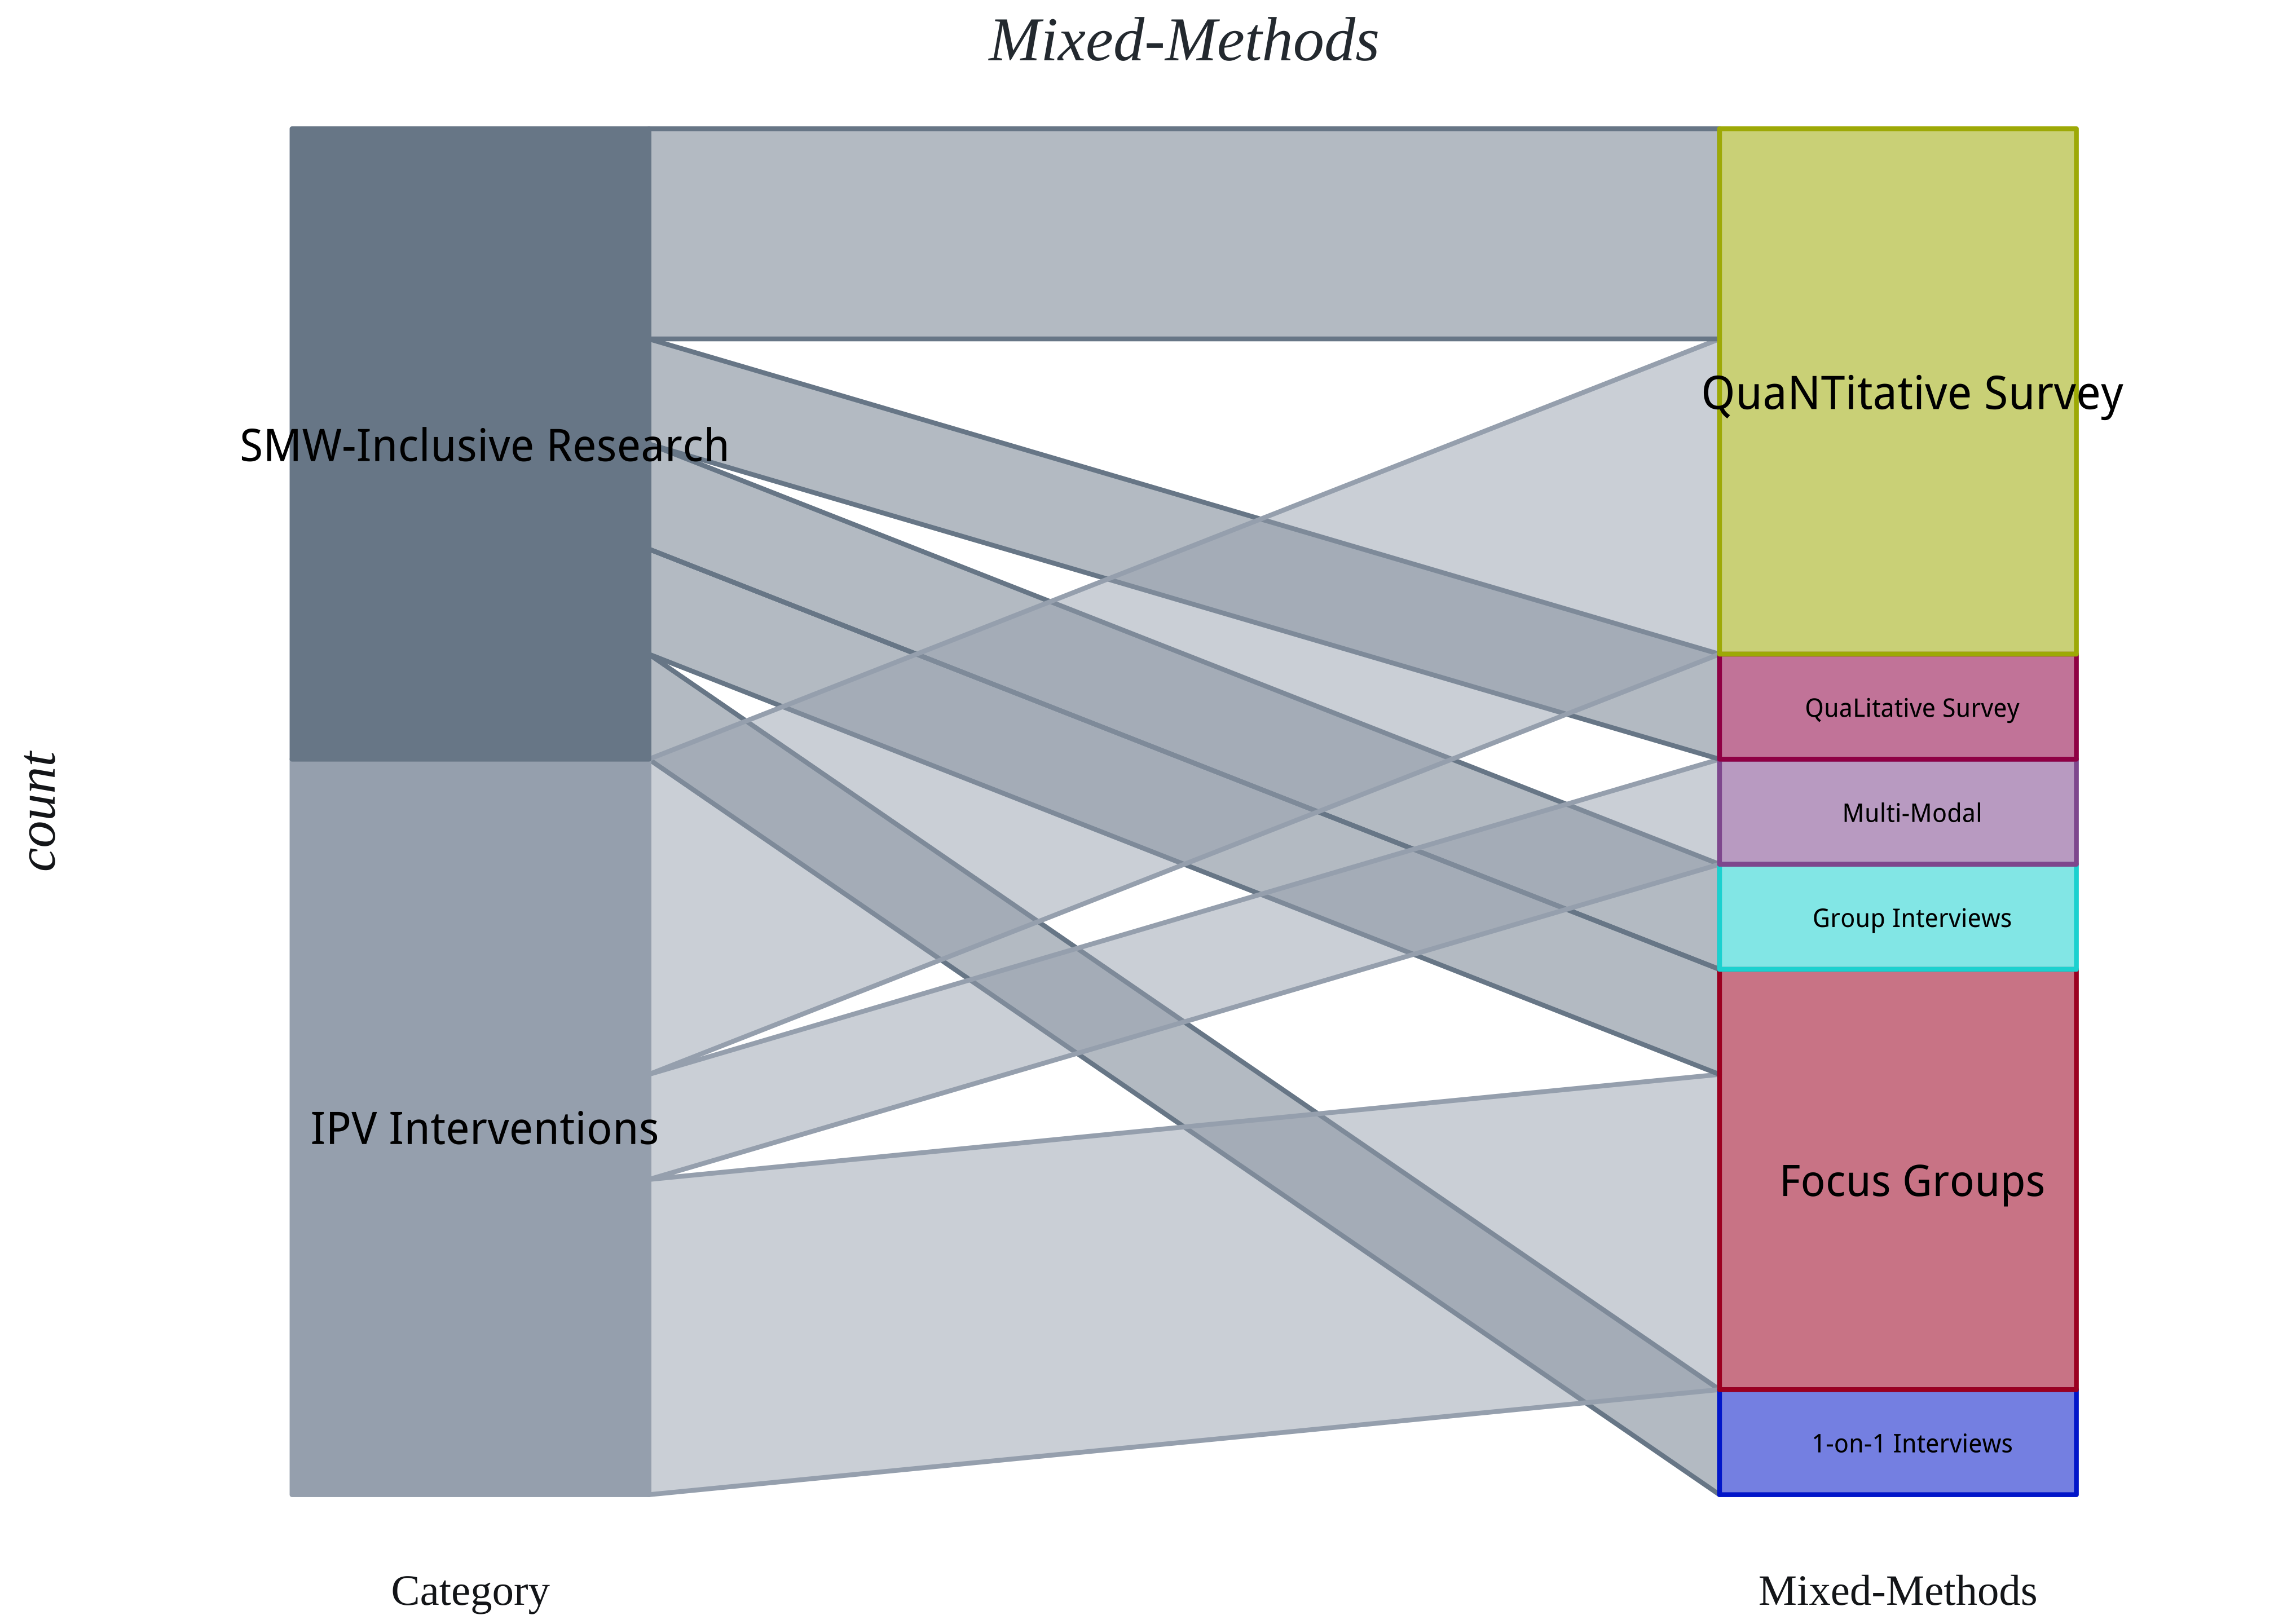 Mixed-Methods
QuaNTitative Survey
SMW-Inclusive Research
QuaLitative Survey
Multi-Modal
count
Group Interviews
IPV Interventions
Focus Groups
1-on-1 Interviews
Category
Mixed-Methods